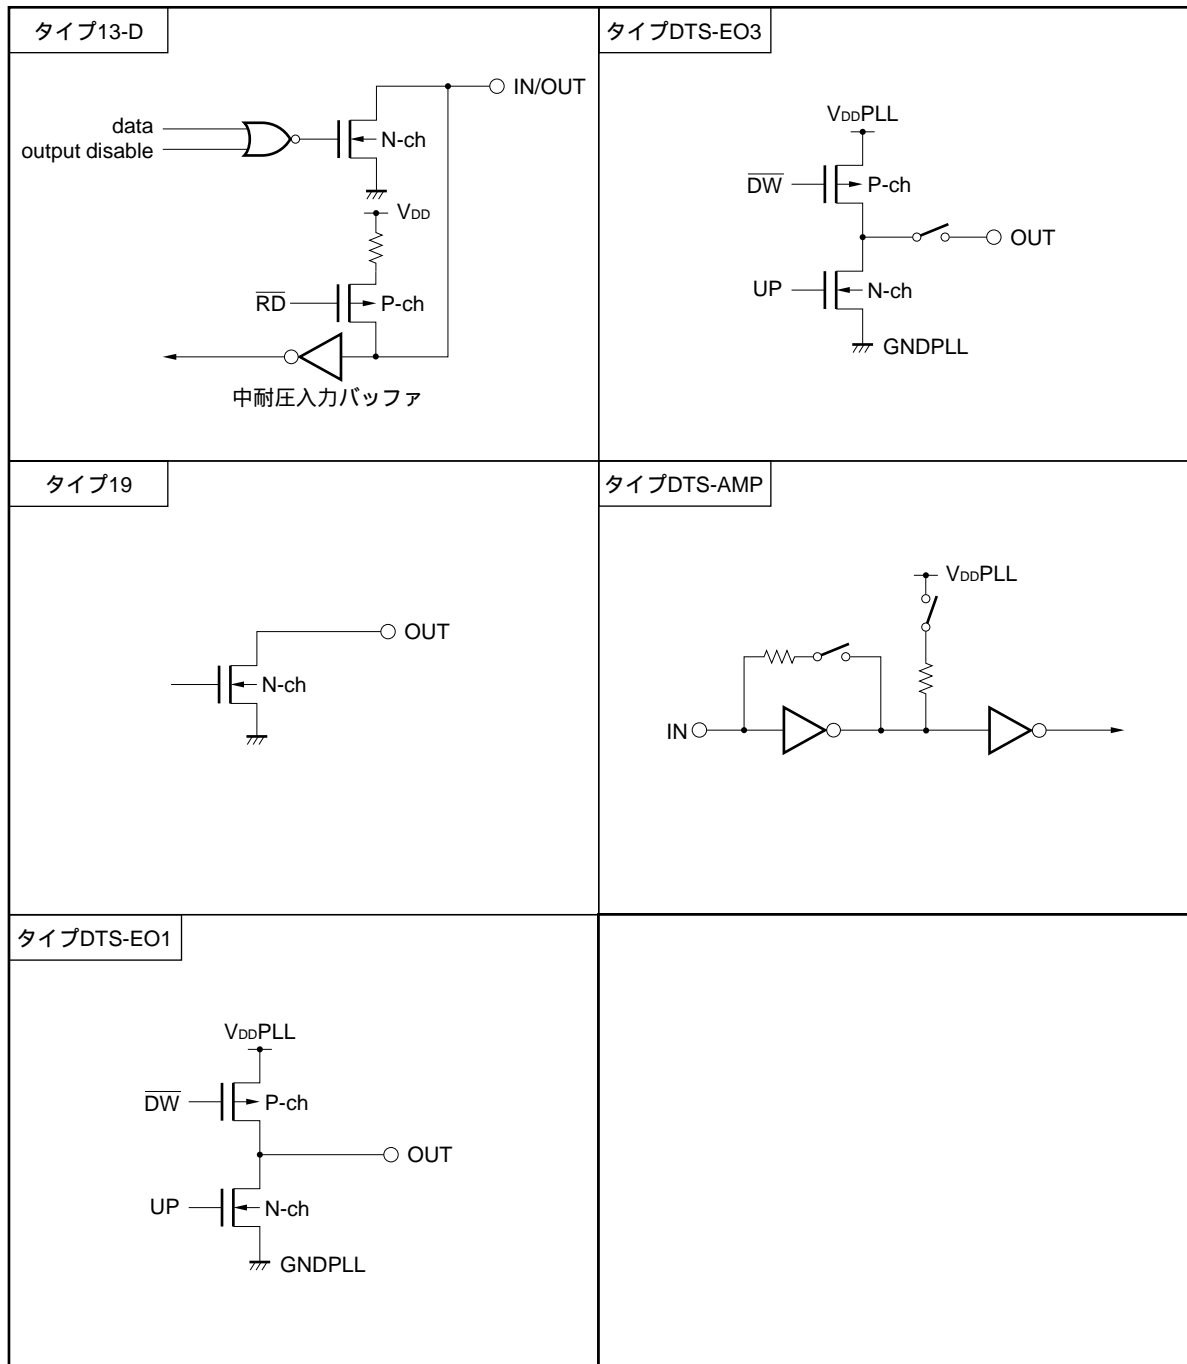 タイプ13-D
IN/OUT
data
output disable
N-ch
VDD
RD
P-ch
中耐圧入力バッファ
タイプDTS-EO3
VDDPLL
DW
P-ch
OUT
UP
N-ch
GNDPLL
タイプ19
OUT
N-ch
タイプDTS-AMP
VDDPLL
IN
タイプDTS-EO1
VDDPLL
DW
P-ch
OUT
UP
N-ch
GNDPLL